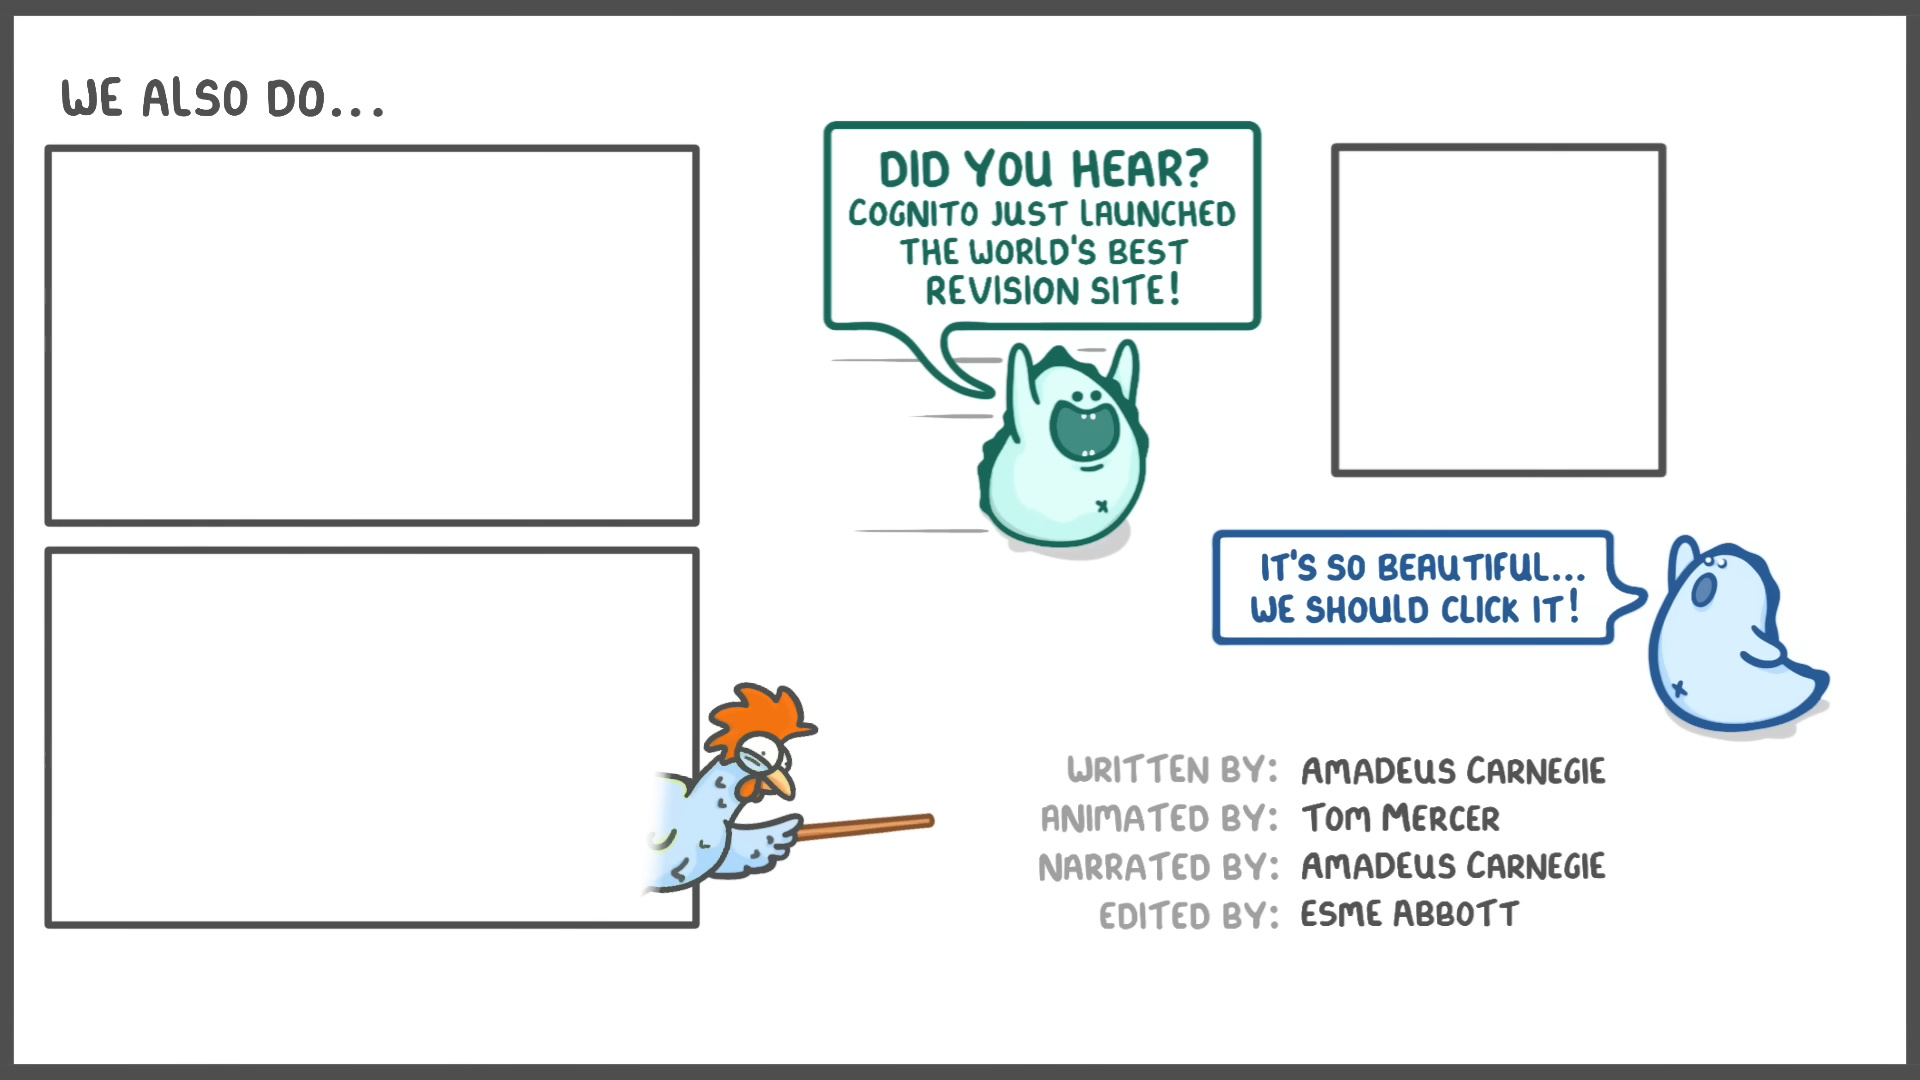 WE ALSO DO...
DID YOU HEAR?
COGNITO JUST LAUNCHED
THE WORLD'S BEST
REVISION SITE!
IT'S SO BEAUTIFUL...
WE SHOULD CLICK IT!
WRITTEN BY: AMADEUS CARNEGIE
ANIMATED BY: TOM MERCER
NARRATED BY: AMADEUS CARNEGIE
EDITED BY: ESME ABBOTT